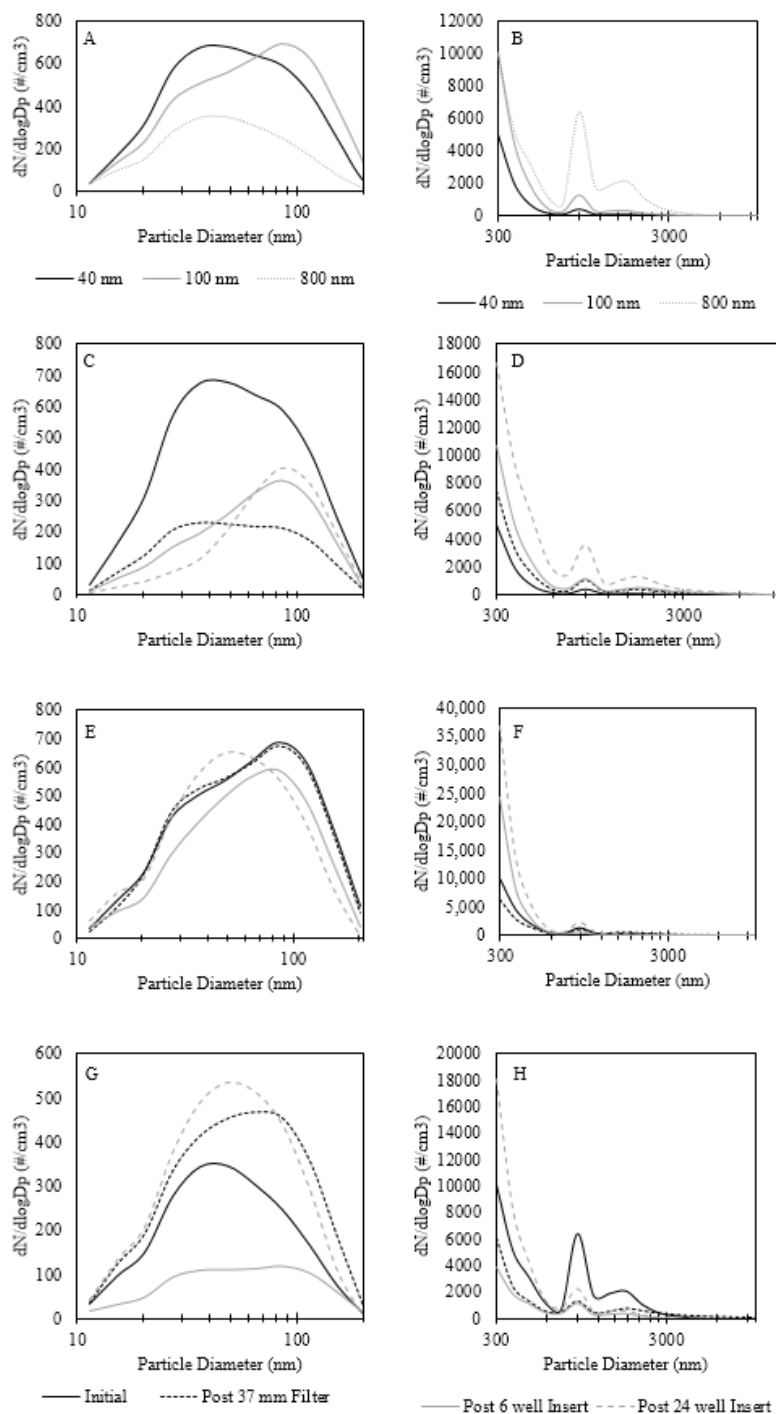 A
dN/dlogDp (#/cm3)
800
600
400
200
0
10
100
Particle Diameter (nm)
40 nm
100 nm
800 nm
B
dN/dlogDp (#/cm3)
12000
10000
8000
6000
4000
2000
0
300
3000
Particle Diameter (nm)
40 nm
100 nm
800 nm
C
dN/dlogDp (#/cm3)
800
700
600
500
400
300
200
100
0
10
100
Particle Diameter (nm)
D
dN/dlogDp (#/cm3)
18000
16000
14000
12000
10000
8000
6000
4000
2000
0
300
3000
Particle Diameter (nm)
E
dN/dlogDp (#/cm3)
800
700
600
500
400
300
200
100
0
10
100
Particle Diameter (nm)
F
dN/dlogDp (#/cm3)
40,000
35,000
30,000
25,000
20,000
15,000
10,000
5,000
0
300
3000
Particle Diameter (nm)
G
dN/dlogDp (#/cm3)
600
500
400
300
200
100
0
10
100
Particle Diameter (nm)
Initial
Post 37 mm Filter
H
dN/dlogDp (#/cm3)
20000
18000
16000
14000
12000
10000
8000
6000
4000
2000
0
300
3000
Particle Diameter (nm)
Post 6 well Insert
Post 24 well Insert